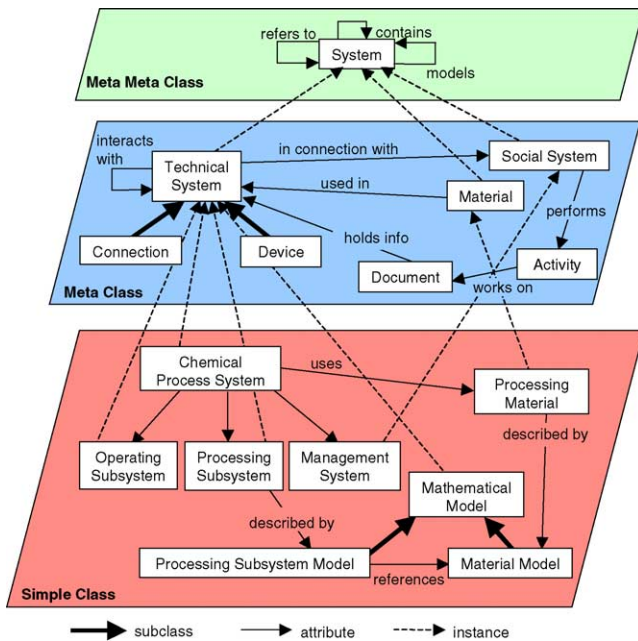 refers to
contains
System
models
Meta Meta Class
interacts
with
Technical
System
in connection with
Social System
used in
Material
performs
Connection
Device
holds info
Document
Activity
works on
Meta Class
Chemical
Process System
uses
Processing
Material
described by
Operating
Subsystem
Processing
Subsystem
Management
System
Mathematical
Model
described by
Processing Subsystem Model
references
Material Model
Simple Class
subclass
attribute
instance